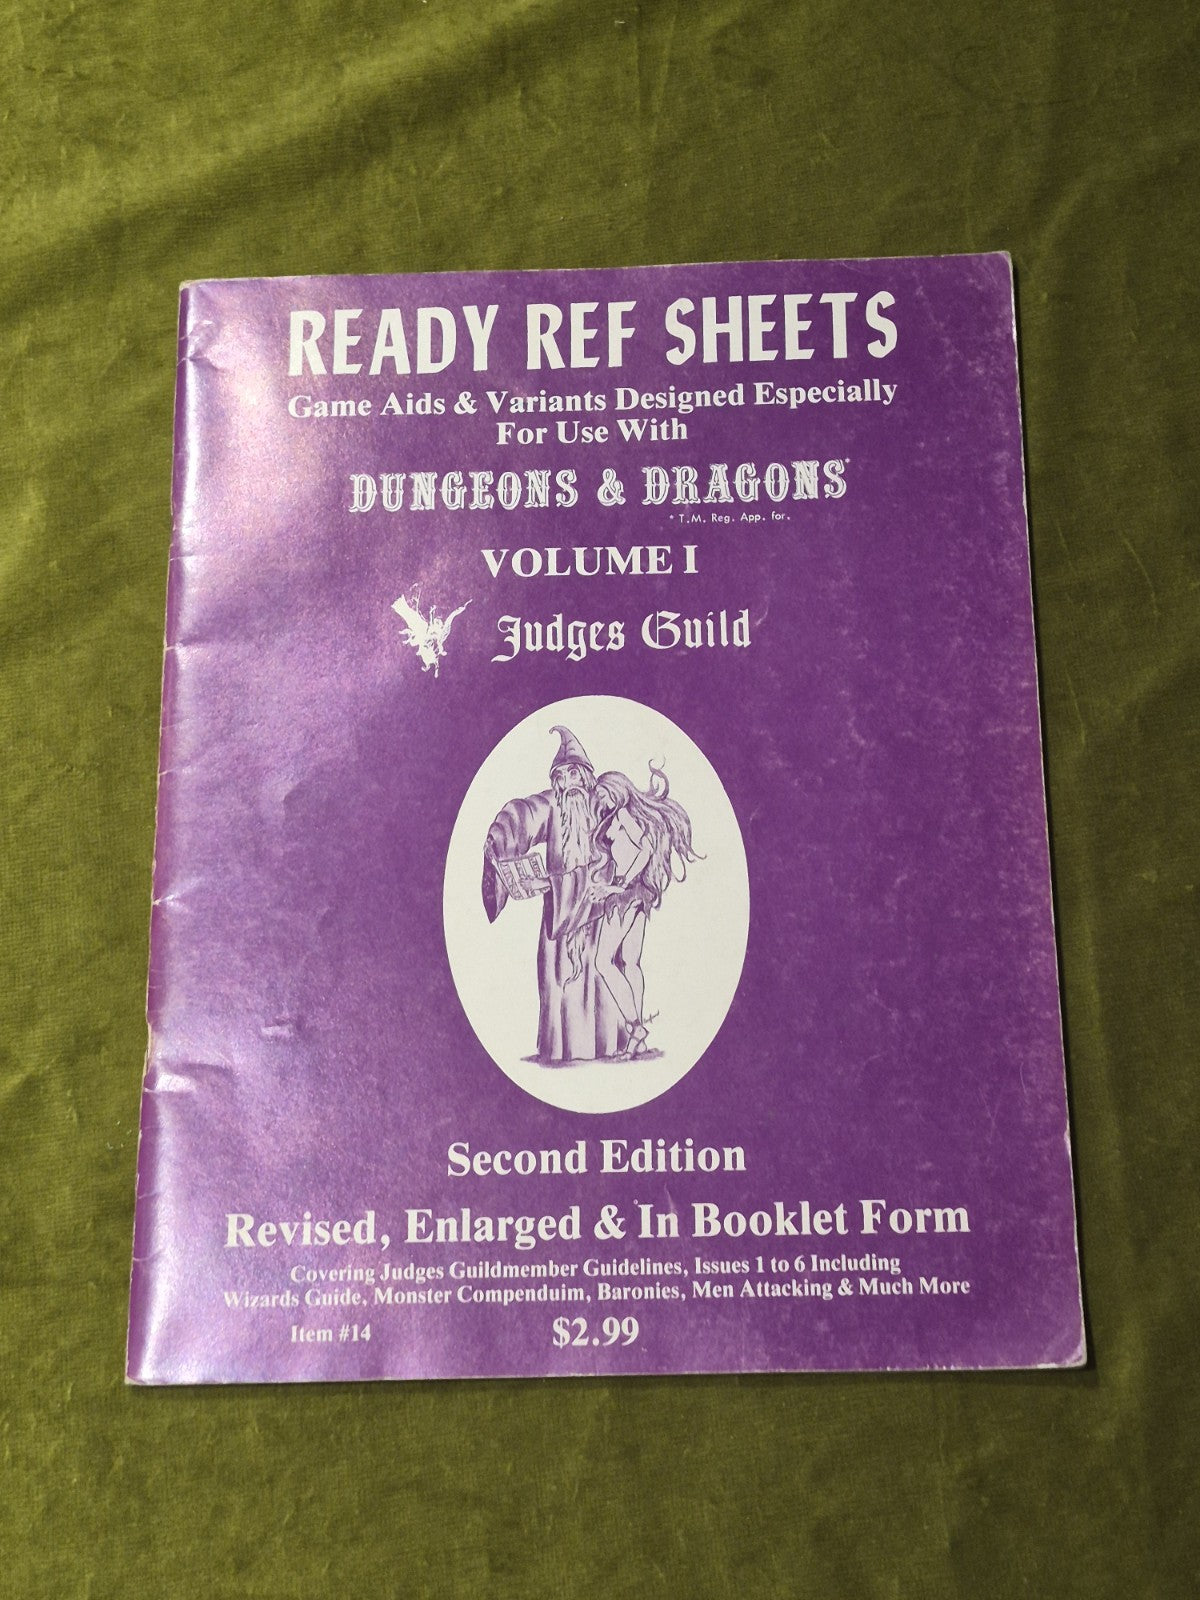 READY REF SHEETS
Game Aids & Variants Designed Especially
For Use With
DUNGEONS & DRAGONS*
* T.M. Reg. App. for.
VOLUME I
Judges Guild
Second Edition
Revised, Enlarged & In Booklet Form
Covering Judges Guildmember Guidelines, Issues 1 to 6 Including
Wizards Guide, Monster Compenduim, Baronies, Men Attacking & Much More
Item #14
$2.99